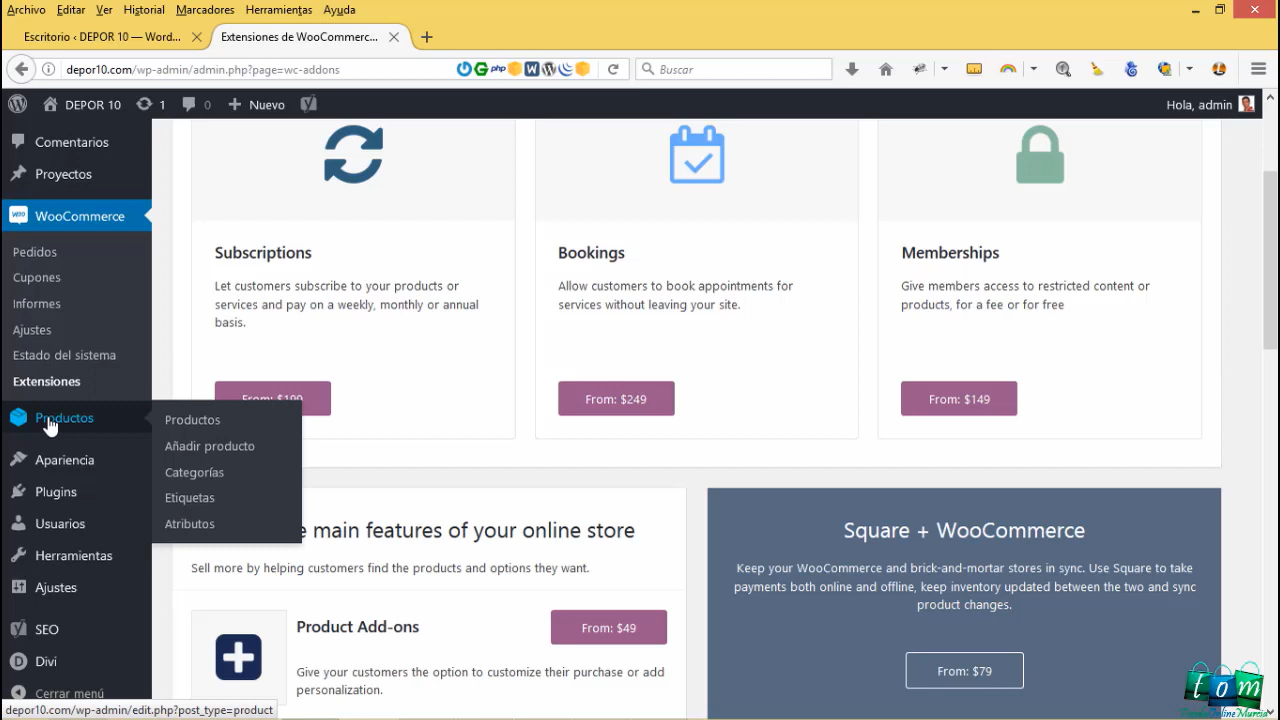 Archivo Editar Ver Historial Marcadores Herramientas Ayuda
Escritorio ‹ DEPOR 10 — Word...
Extensiones de WooCommerc...
depor10.com/wp-admin/admin.php?page=wc-addons
php
Buscar
DEPOR 10
1
0
Nuevo
Hola, admin
Comentarios
Proyectos
WooCommerce
Pedidos
Cupones
Informes
Ajustes
Estado del sistema
Extensiones
Productos
Apariencia
Plugins
Usuarios
Herramientas
Ajustes
SEO
Divi
Cerrar menú
Productos
Añadir producto
Categorías
Etiquetas
Atributos
Subscriptions
Let customers subscribe to your products or
services and pay on a weekly, monthly or annual
basis.
From: $199
Bookings
Allow customers to book appointments for
services without leaving your site.
From: $249
Memberships
Give members access to restricted content or
products, for a fee or for free
From: $149
main features of your online store
Sell more by helping customers find the products and options they want.
Product Add-ons
From: $49
Give your customers the option to customize their purchase or add
personalization.
Square + WooCommerce
Keep your WooCommerce and brick-and-mortar stores in sync. Use Square to take
payments both online and offline, keep inventory updated between the two and sync
product changes.
From: $79
depor10.com/wp-admin/edit.php?post_type=product
tom
TiendaOnlineMurcia